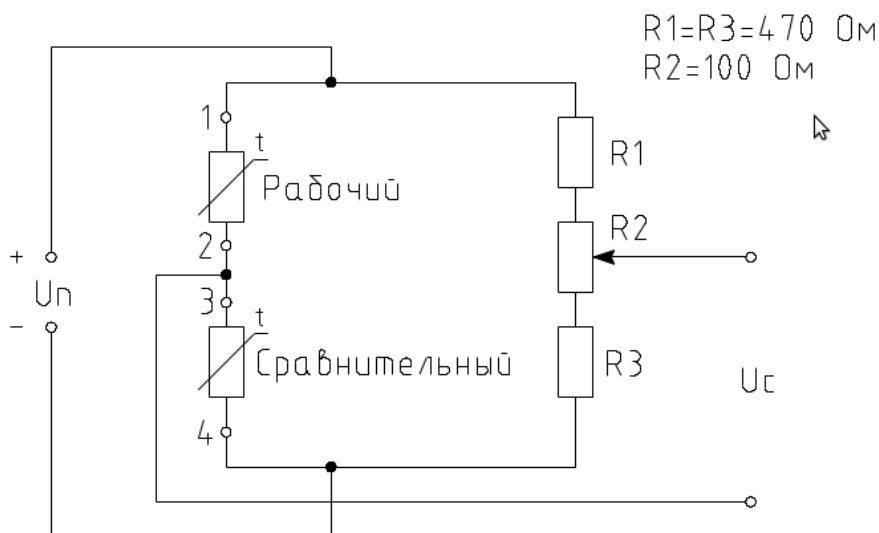 R1=R3=470 Ом
R2=100 Ом
1
t
R1
Рабочий
R2
2
+
Uп
3
-
t
Сравнительный
R3
Uс
4